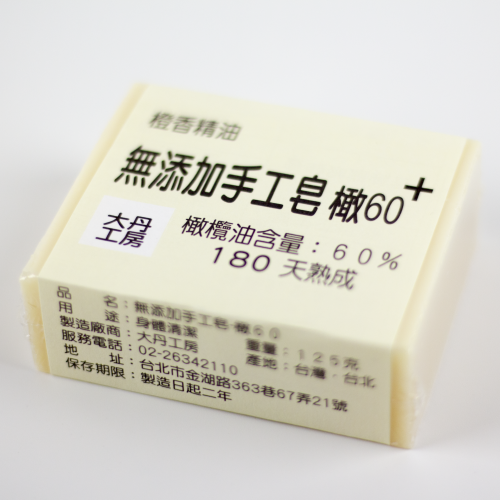 橙香精油
無添加手工皂 橄60+
大丹
工房
橄欖油含量：60%
180 天熟成
品 名：無添加手工皂-橄60
用 途：身體清潔 重量：125克
製造廠商：大丹工房 產地：台灣．台北
服務電話：02-26342110
地 址：台北市金湖路363巷67弄21號
保存期限：製造日起二年